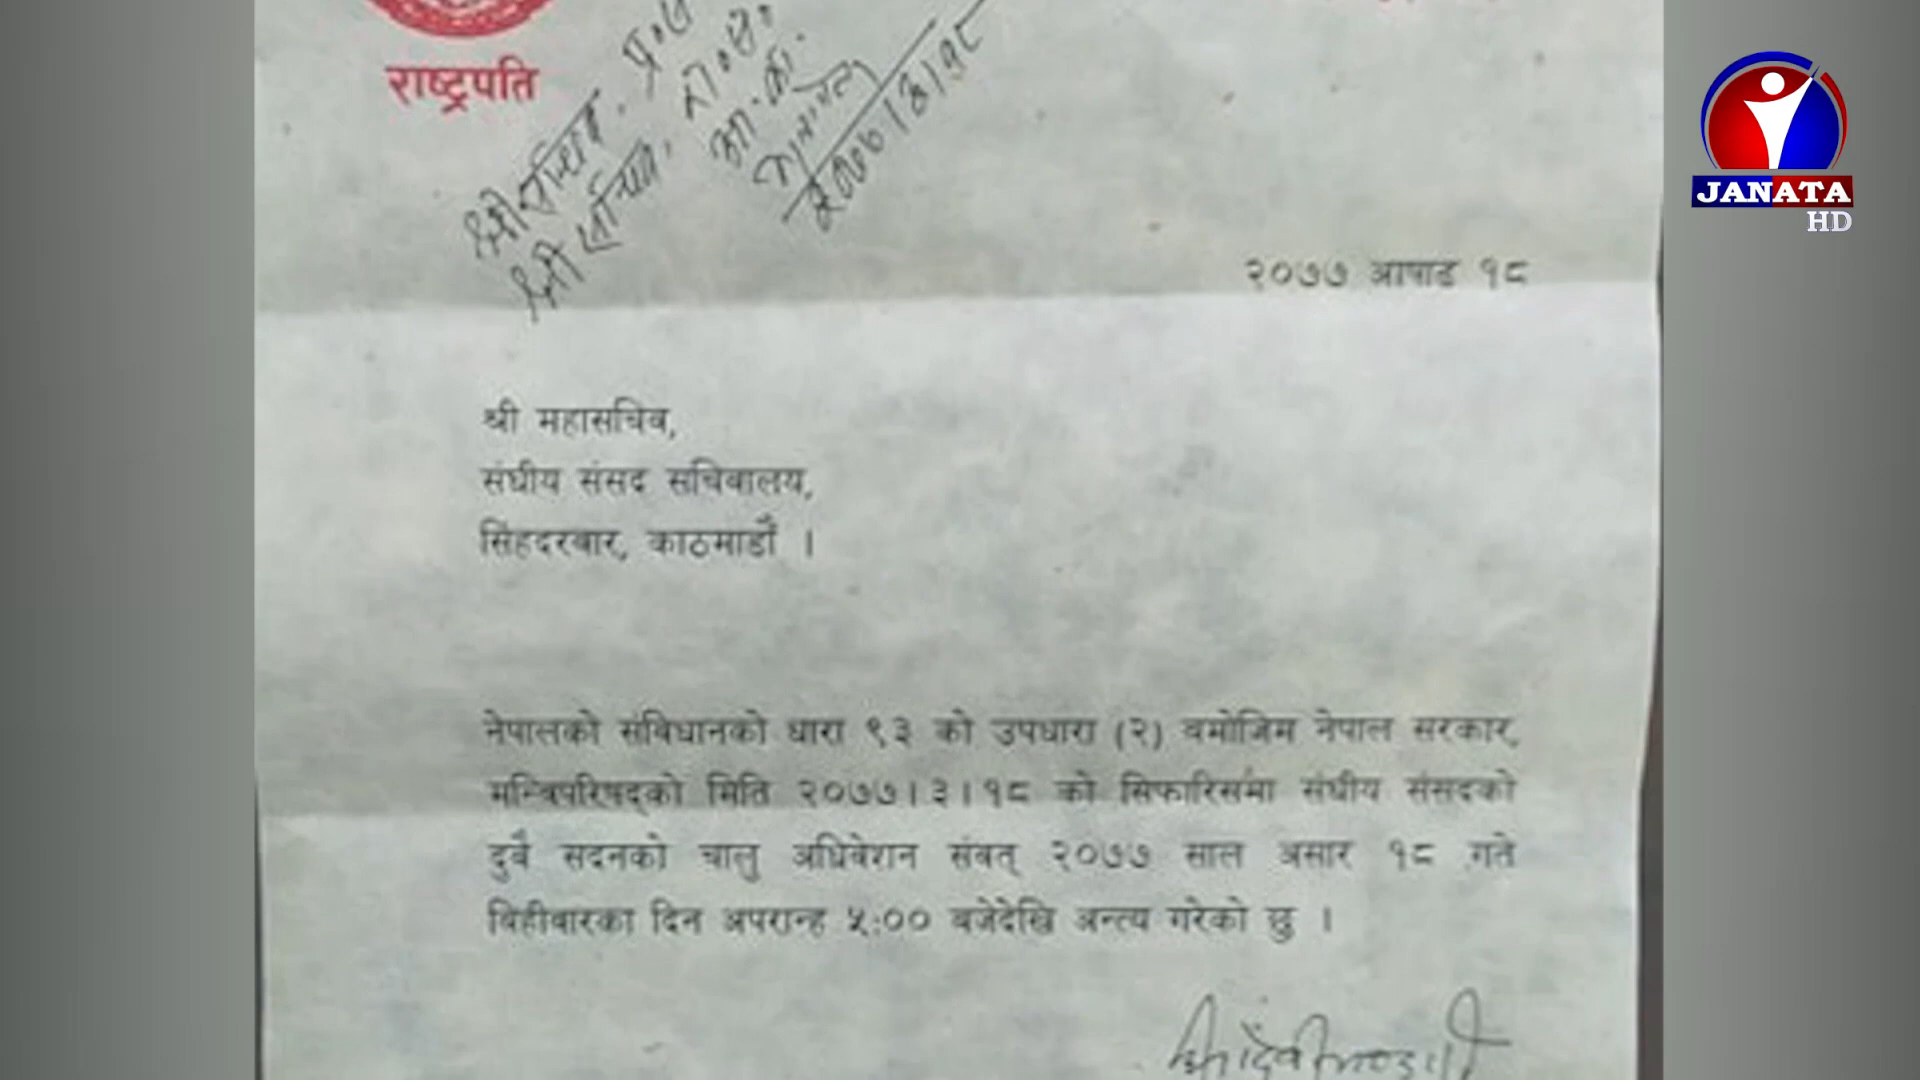 राष्ट्रपति
JANATA
HD
२०७७ आषाढ १८
श्री महासचिव,
संघीय संसद सचिवालय,
सिंहदरबार, काठमाडौं ।
नेपालको संविधानको धारा ९३ को उपधारा (२) बमोजिम नेपाल सरकार,
मन्त्रिपरिषद्को मिति २०७७।३।१८ को सिफारिसमा संघीय संसदको
दुवै सदनको चालु अधिवेशन संवत् २०७७ साल असार १८ गते
बिहीबारका दिन अपरान्ह ५:०० बजेदेखि अन्त्य गरेको छु ।